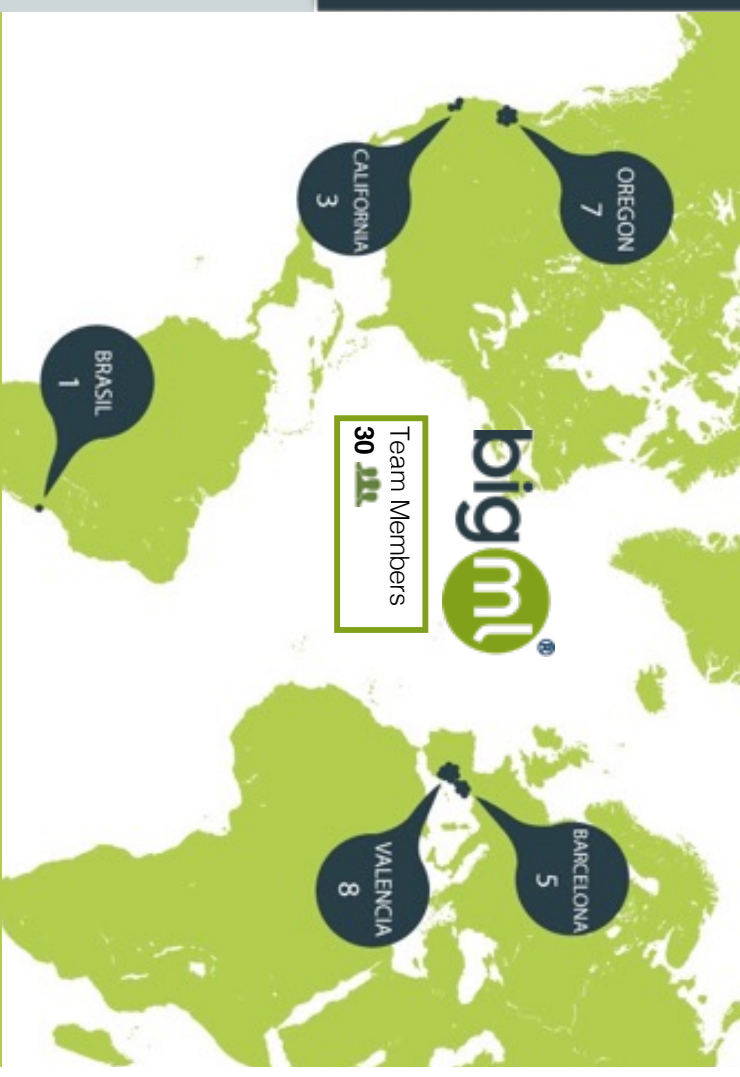 OREGON
7
CALIFORNIA
3
BRASIL
1
bigml®
Team Members
30
BARCELONA
5
VALENCIA
8